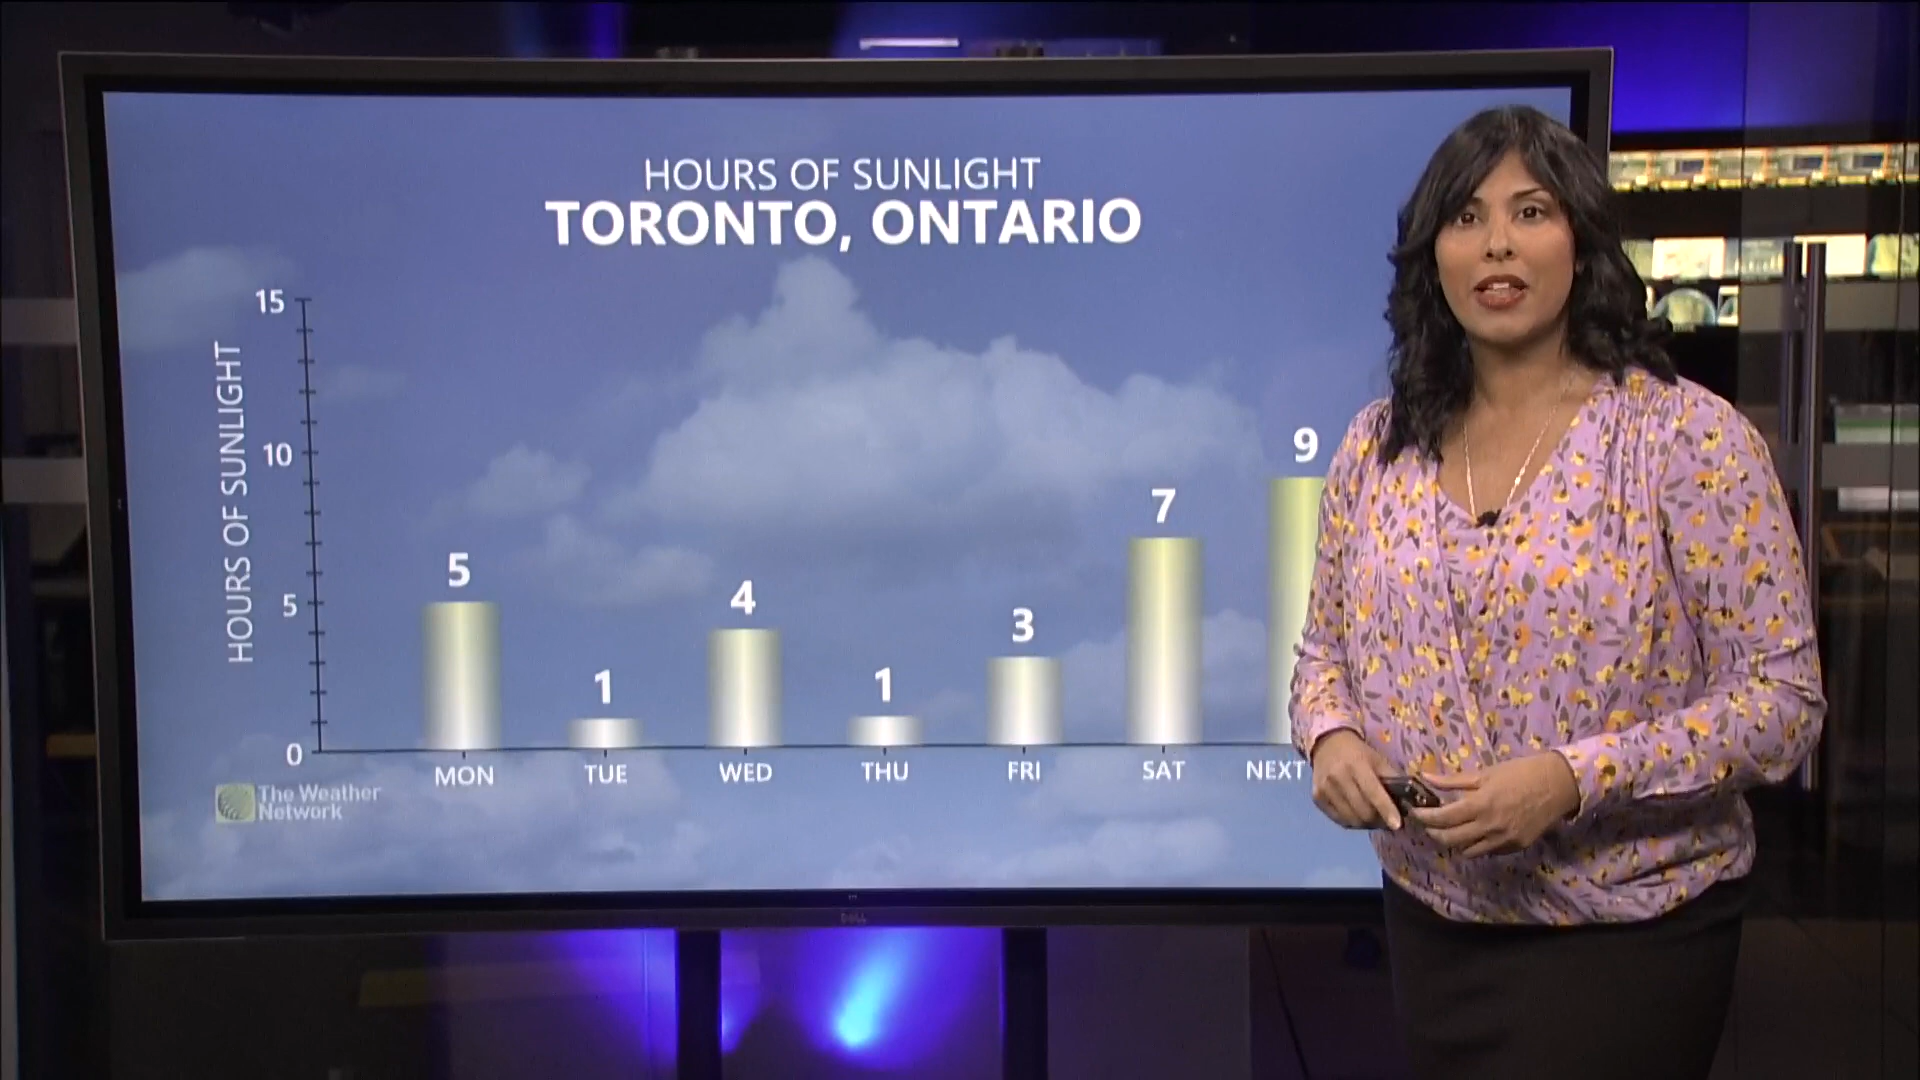 HOURS OF SUNLIGHT
TORONTO, ONTARIO
HOURS OF SUNLIGHT
15
10
5
0
5
1
4
1
3
7
9
MON
TUE
WED
THU
FRI
SAT
NEXT
The Weather
Network
DELL